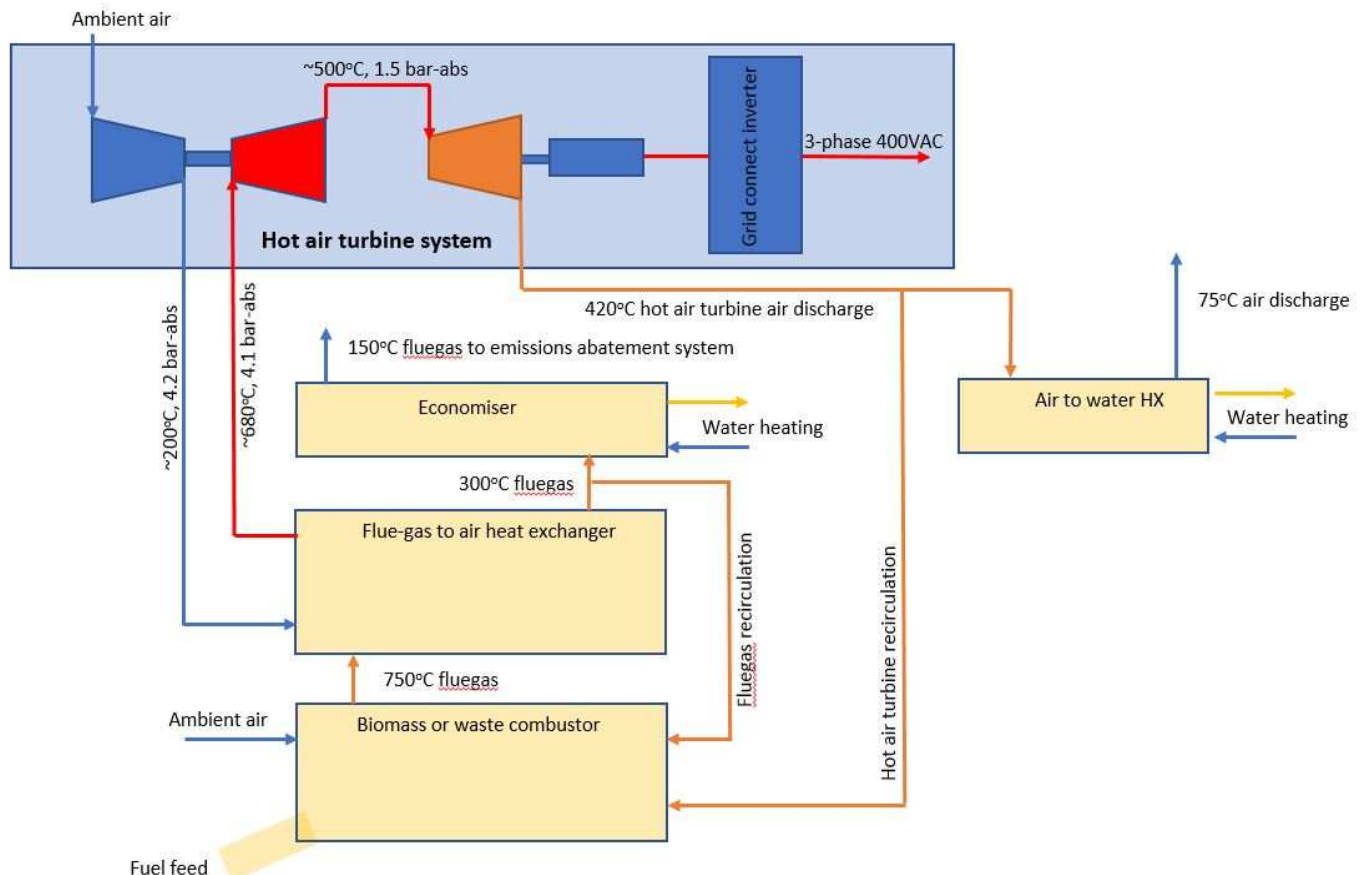 Ambient air
~500°C, 1.5 bar-abs
Grid connect inverter
3-phase 400VAC
Hot air turbine system
~200°C, 4.2 bar-abs
~680°C, 4.1 bar-abs
420°C hot air turbine air discharge
75°C air discharge
150°C fluegas to emissions abatement system
Economiser
Water heating
Air to water HX
Water heating
300°C fluegas
Flue-gas to air heat exchanger
Fluegas recirculation
Hot air turbine recirculation
750°C fluegas
Ambient air
Biomass or waste combustor
Fuel feed